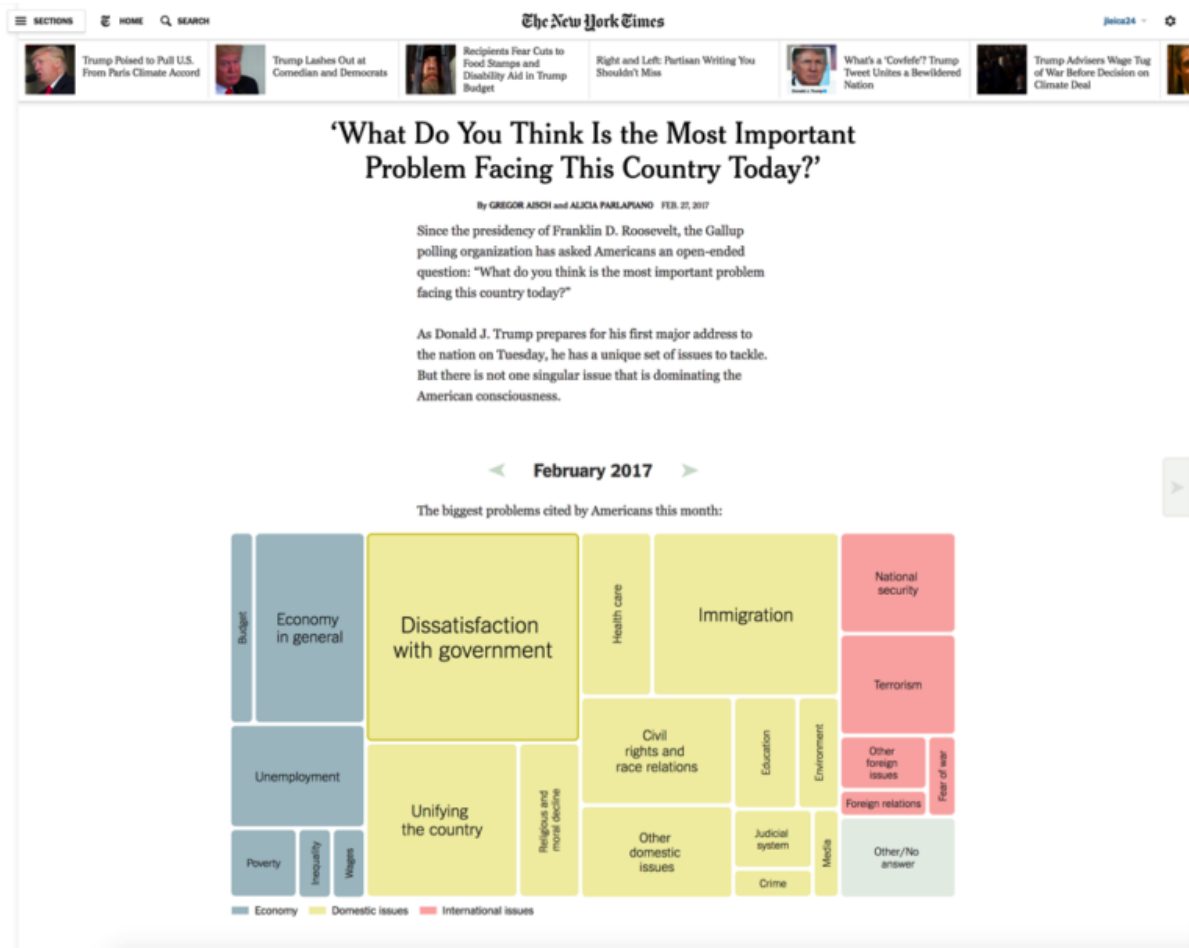 SECTIONS HOME SEARCH The New York Times jleica24
Trump Poised to Pull U.S.
From Paris Climate Accord
Trump Lashes Out at
Comedian and Democrats
Recipients Fear Cuts to
Food Stamps and
Disability Aid in Trump
Budget
Right and Left: Partisan Writing You
Shouldn't Miss
What's a 'Covfefe'? Trump
Tweet Unites a Bewildered
Nation
Trump Advisers Wage Tug
of War Before Decision on
Climate Deal
'What Do You Think Is the Most Important
Problem Facing This Country Today?'
By GREGOR AISCH and ALICIA PARLAPIANO FEB. 27, 2017
Since the presidency of Franklin D. Roosevelt, the Gallup
polling organization has asked Americans an open-ended
question: "What do you think is the most important problem
facing this country today?"
As Donald J. Trump prepares for his first major address to
the nation on Tuesday, he has a unique set of issues to tackle.
But there is not one singular issue that is dominating the
American consciousness.
February 2017
The biggest problems cited by Americans this month:
Budget
Economy
in general
Dissatisfaction
with government
Health care
Immigration
National
security
Terrorism
Unemployment
Civil
rights and
race relations
Education
Environment
Other
foreign
issues
Fear of war
Foreign relations
Unifying
the country
Religious and
moral decline
Other
domestic
issues
Judicial
system
Media
Crime
Other/No
answer
Poverty
Inequality
Wages
Economy Domestic issues International issues